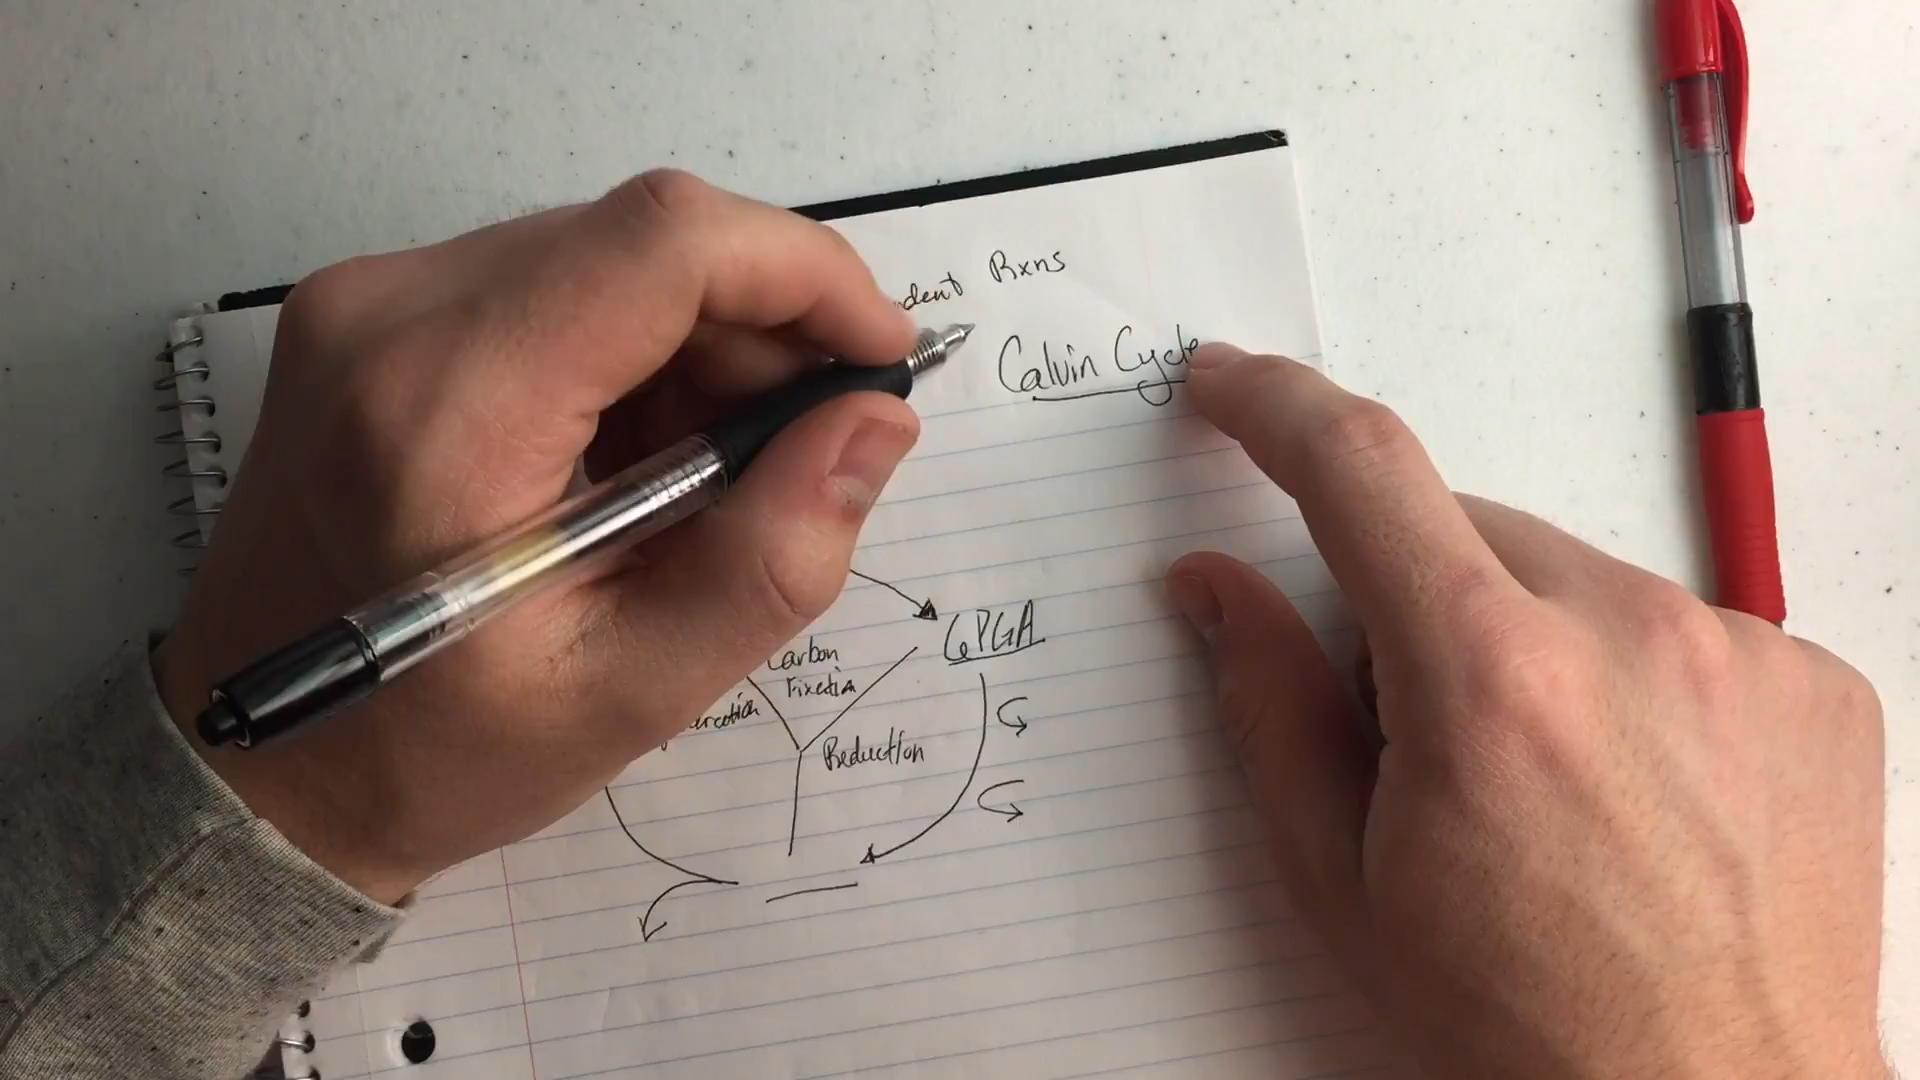 ndent Rxns
Calvin Cycle
6PGA
Carbon
Fixation
Reduction